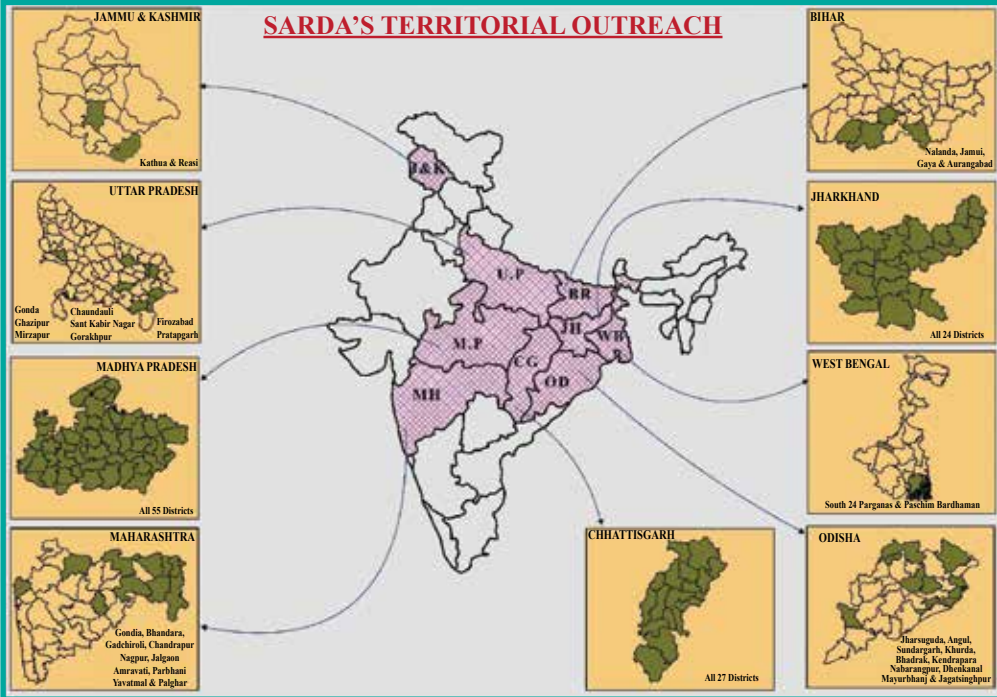 SARDA'S TERRITORIAL OUTREACH
JAMMU & KASHMIR
Kathua & Reasi
UTTAR PRADESH
Gonda
Ghazipur
Mirzapur
Chaundauli
Sant Kabir Nagar
Gorakhpur
Firozabad
Pratapgarh
MADHYA PRADESH
All 55 Districts
MAHARASHTRA
Gondia, Bhandara,
Gadchiroli, Chandrapur
Nagpur, Jalgaon
Amravati, Parbhani
Yavatmal & Palghar
J&K
U.P
BR
JH
WB
M.P
CG
OD
MH
CHHATTISGARH
All 27 Districts
BIHAR
Nalanda, Jamui,
Gaya & Aurangabad
JHARKHAND
All 24 Districts
WEST BENGAL
South 24 Parganas & Paschim Bardhaman
ODISHA
Jharsuguda, Angul,
Sundargarh, Khurda,
Bhadrak, Kendrapara
Nabarangpur, Dhenkanal
Mayurbhanj & Jagatsinghpur